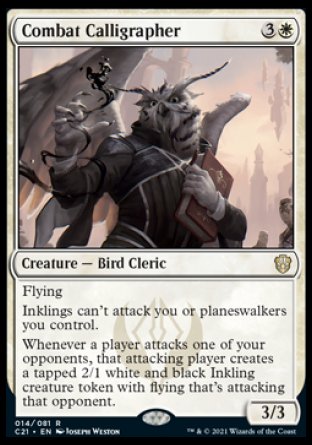 Combat Calligrapher 3
Creature — Bird Cleric
Flying
Inklings can't attack you or planeswalkers
you control.
Whenever a player attacks one of your
opponents, that attacking player creates
a tapped 2/1 white and black Inkling
creature token with flying that's attacking
that opponent.
3/3
014/081 R
C21 • EN Joseph Weston
™ & © 2021 Wizards of the Coast